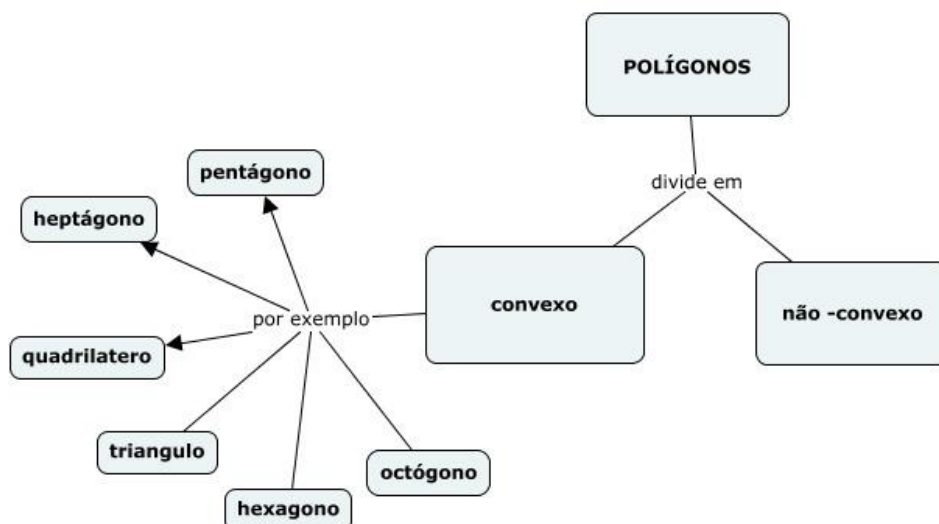 POLÍGONOS
divide em
convexo
não -convexo
por exemplo
pentágono
heptágono
quadrilatero
triangulo
hexagono
octógono